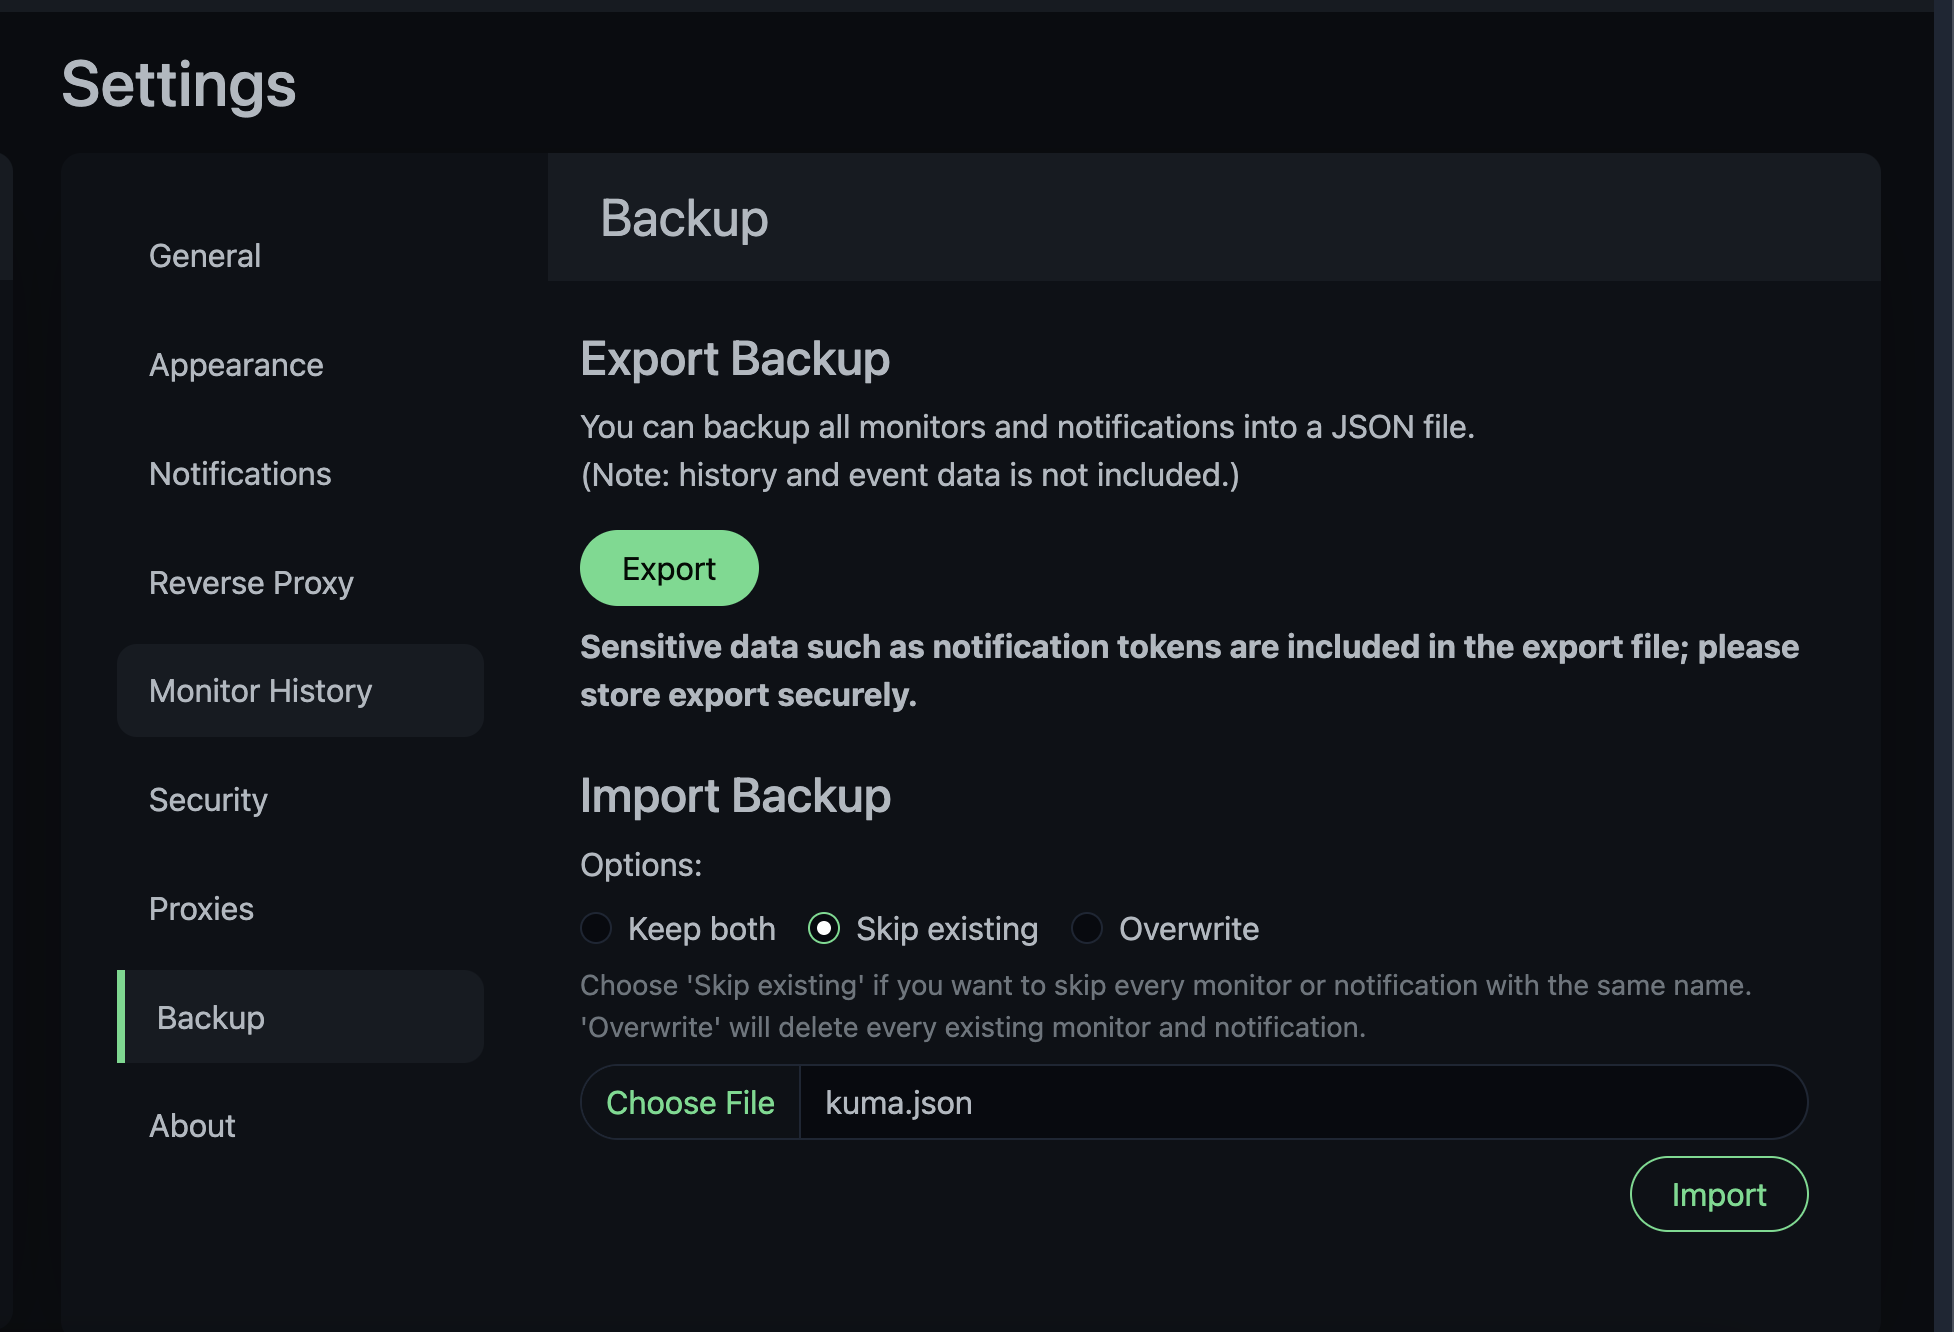 Settings
General
Appearance
Notifications
Reverse Proxy
Monitor History
Security
Proxies
Backup
About
Backup
Export Backup
You can backup all monitors and notifications into a JSON file.
(Note: history and event data is not included.)
Export
Sensitive data such as notification tokens are included in the export file; please
store export securely.
Import Backup
Options:
Keep both Skip existing Overwrite
Choose 'Skip existing' if you want to skip every monitor or notification with the same name.
'Overwrite' will delete every existing monitor and notification.
Choose File kuma.json
Import